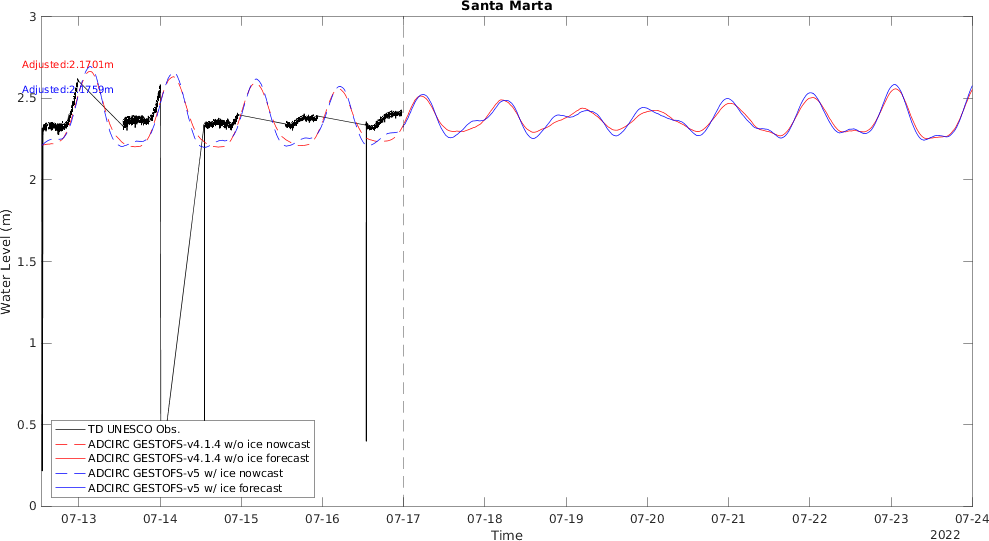 Santa Marta
3
Adjusted:2.1701m
Adjusted:2.1759m
2.5
2
1.5
1
0.5
0
Water Level (m)
TD UNESCO Obs.
ADCIRC GESTOFS-v4.1.4 w/o ice nowcast
ADCIRC GESTOFS-v4.1.4 w/o ice forecast
ADCIRC GESTOFS-v5 w/ ice nowcast
ADCIRC GESTOFS-v5 w/ ice forecast
07-13 07-14 07-15 07-16 07-17 07-18 07-19 07-20 07-21 07-22 07-23 07-24
Time
2022